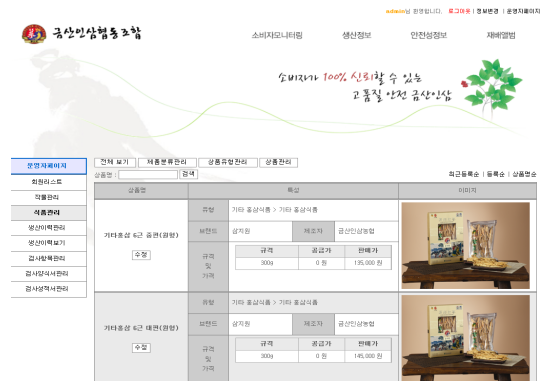 admin님 환영합니다. 로그아웃 | 정보변경 | 운영자페이지
금산인삼협동조합
소비자모니터링 생산정보 안전성정보 재배앨범
소비자가 100% 신뢰할 수 있는
고품질 안전 금산인삼
운영자페이지
회원리스트
작물관리
식품관리
생산이력관리
생산이력보기
검사항목관리
검사양식서관리
검사성적서관리
전체 보기 제품분류관리 상품유형관리 상품관리
상품명 : 검색
최근등록순 | 등록순 | 상품명순
상품명 특성 이미지
기타홍삼 6근 중편(원형)
수정
유형 기타 홍삼식품 > 기타 홍삼식품
브랜드 삼지원 제조자 금산인삼농협
규격 및 가격
규격 공급가 판매가
300g 0 원 135,000 원
기타홍삼 6근 대편(원형)
수정
유형 기타 홍삼식품 > 기타 홍삼식품
브랜드 삼지원 제조자 금산인삼농협
규격 및 가격
규격 공급가 판매가
300g 0 원 145,000 원